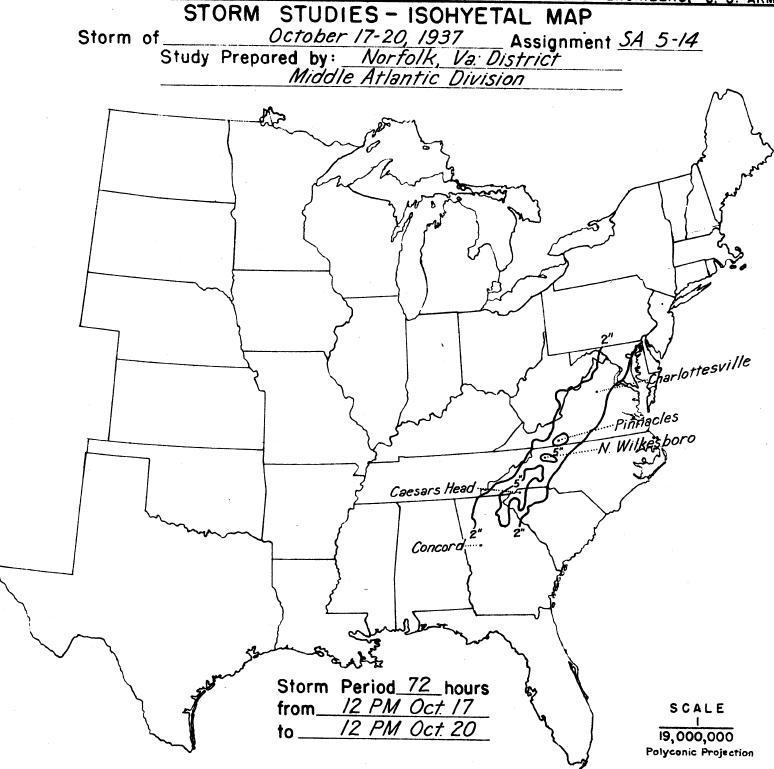 STORM STUDIES - ISOHYETAL MAP
Storm of October 17-20, 1937 Assignment SA 5-14
Study Prepared by: Norfolk, Va. District
Middle Atlantic Division
2"
Charlottesville
Pinnacles
5"
N. Wilkesboro
Caesars Head
5"
2"
2"
Concord
Storm Period 72 hours
from 12 PM Oct. 17
to 12 PM Oct. 20
SCALE
1
19,000,000
Polyconic Projection